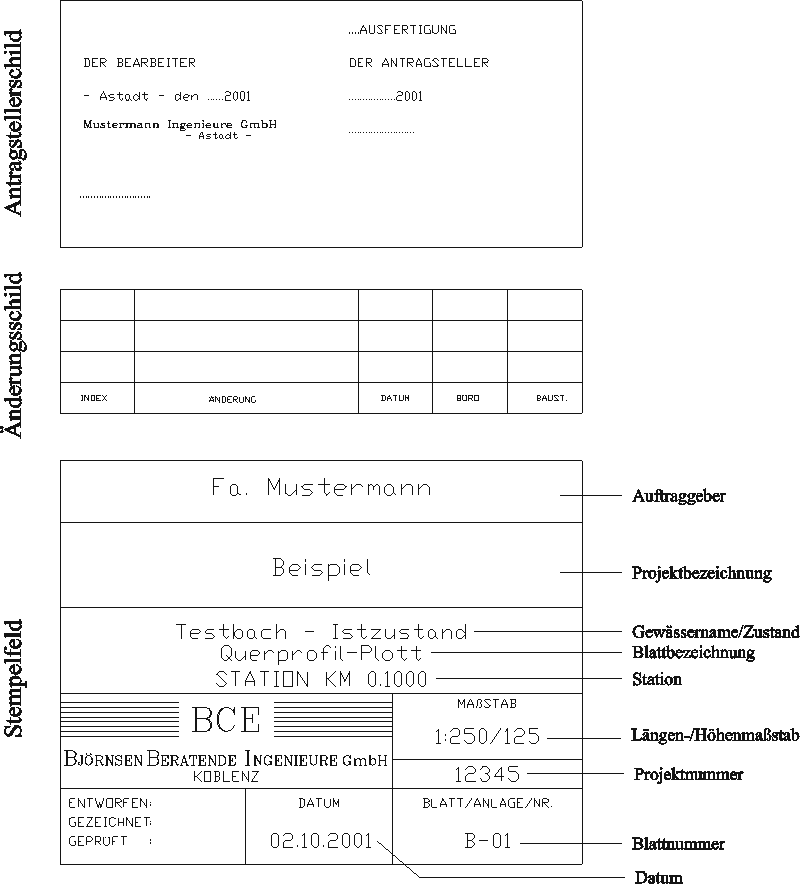 Antragstellerschild
....AUSFERTIGUNG
DER BEARBEITER DER ANTRAGSTELLER
- Astadt - den ......2001 ................2001
Mustermann Ingenieure GmbH
- Astadt -
.......................
...........................
Änderungsschild
INDEX ÄNDERUNG DATUM BÜRO BAUST.
Stempelfeld
Fa. Mustermann Auftraggeber
Beispiel Projektbezeichnung
Testbach - Istzustand Gewässername/Zustand
Querprofil-Plott Blattbezeichnung
STATION KM 0.1000 Station
BCE
MAßSTAB
1:250/125 Längen-/Höhenmaßstab
BJÖRNSEN BERATENDE INGENIEURE GmbH
KOBLENZ
12345 Projektnummer
ENTWORFEN: DATUM BLATT/ANLAGE/NR.
GEZEICHNET:
GEPRÜFT : 02.10.2001 B-01 Blattnummer
Datum